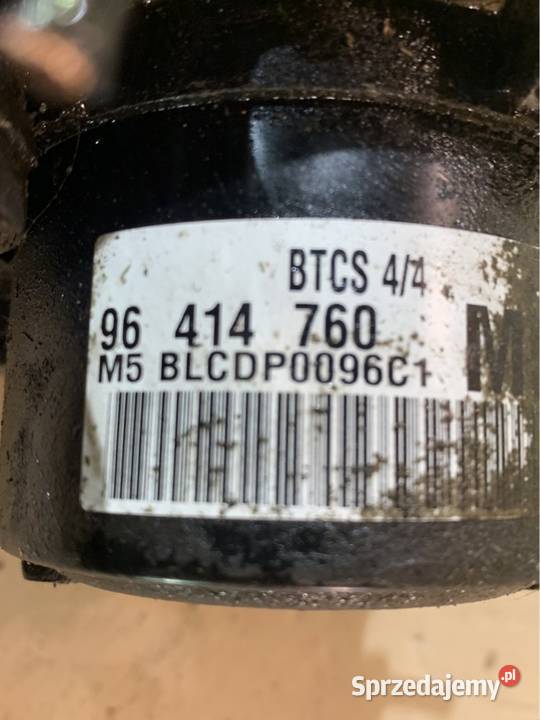 BTCS 4/4
96 414 760 M
M5 BLCDP0096C1
Sprzedajemy.pl